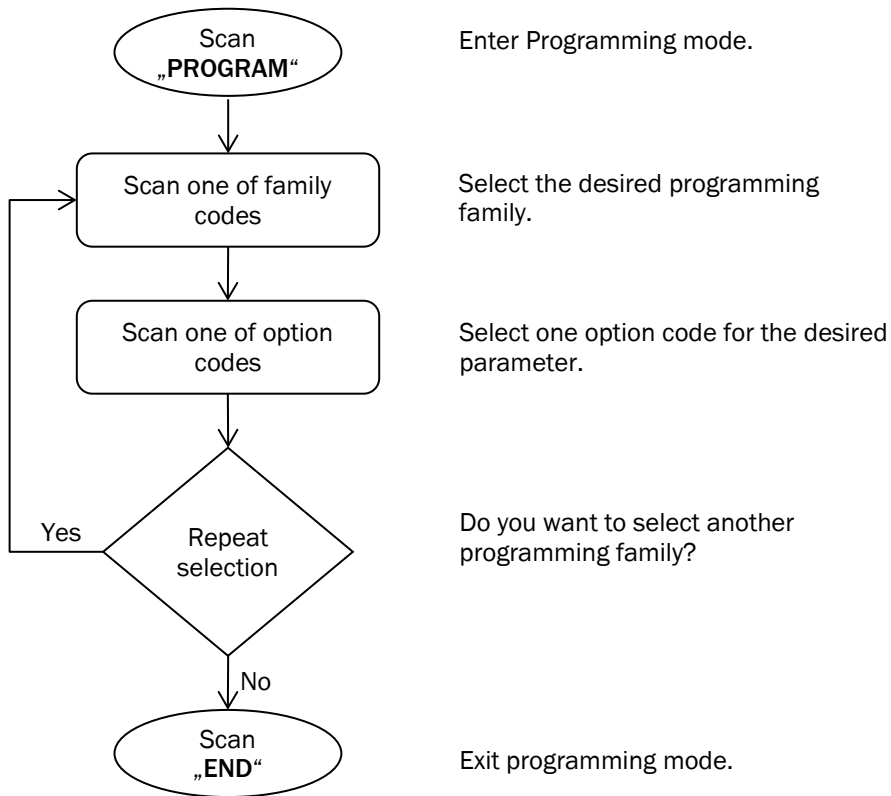 Scan
„PROGRAM“
Enter Programming mode.
Scan one of family
codes
Select the desired programming
family.
Scan one of option
codes
Select one option code for the desired
parameter.
Yes
Repeat
selection
Do you want to select another
programming family?
No
Scan
„END“
Exit programming mode.